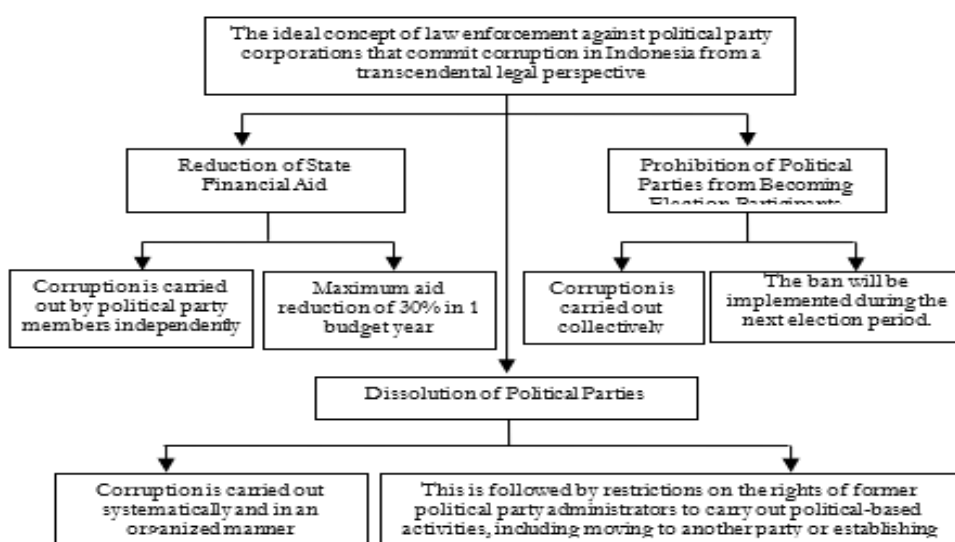 The ideal concept of law enforcement against political party
corporations that commit corruption in Indonesia from a
transcendental legal perspective
Reduction of State
Financial Aid
Prohibition of Political
Parties from Becoming
Election Participants
Corruption is carried
out by political party
members independently
Maximum aid
reduction of 30% in 1
budget year
Corruption is
carried out
collectively
The ban will be
implemented during the
next election period.
Dissolution of Political Parties
Corruption is carried out
systematically and in an
organized manner
This is followed by restrictions on the rights of former
political party administrators to carry out political-based
activities, including moving to another party or establishing